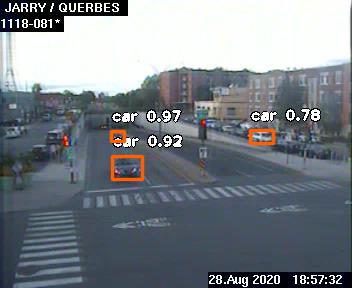 JARRY / QUERBES
1118-081*
car 0.97
car 0.78
car 0.92
28.Aug 2020 18:57:32